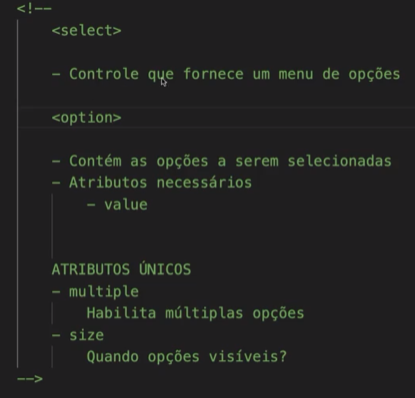 <!--
<select>
- Controle que fornece um menu de opções
<option>
- Contém as opções a serem selecionadas
- Atributos necessários
- value
ATRIBUTOS ÚNICOS
- multiple
Habilita múltiplas opções
- size
Quando opções visíveis?
-->